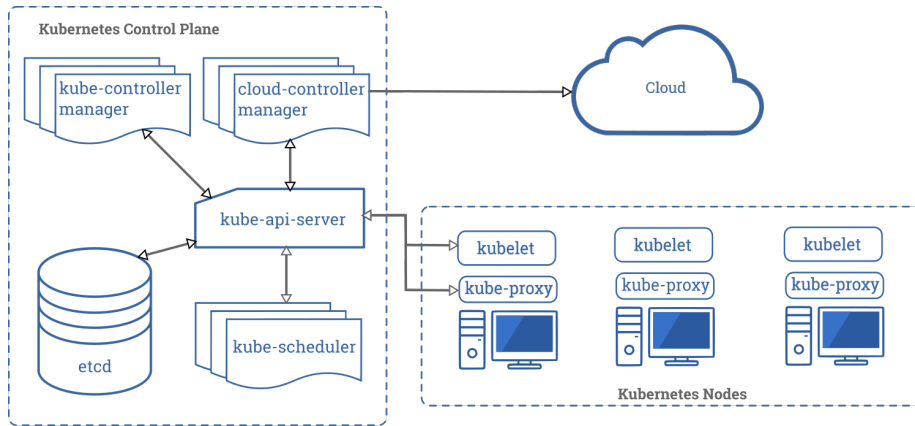 Kubernetes Control Plane
kube-controller
manager
cloud-controller
manager
Cloud
kube-api-server
kubelet
kubelet
kubelet
kube-proxy
kube-proxy
kube-proxy
etcd
kube-scheduler
Kubernetes Nodes